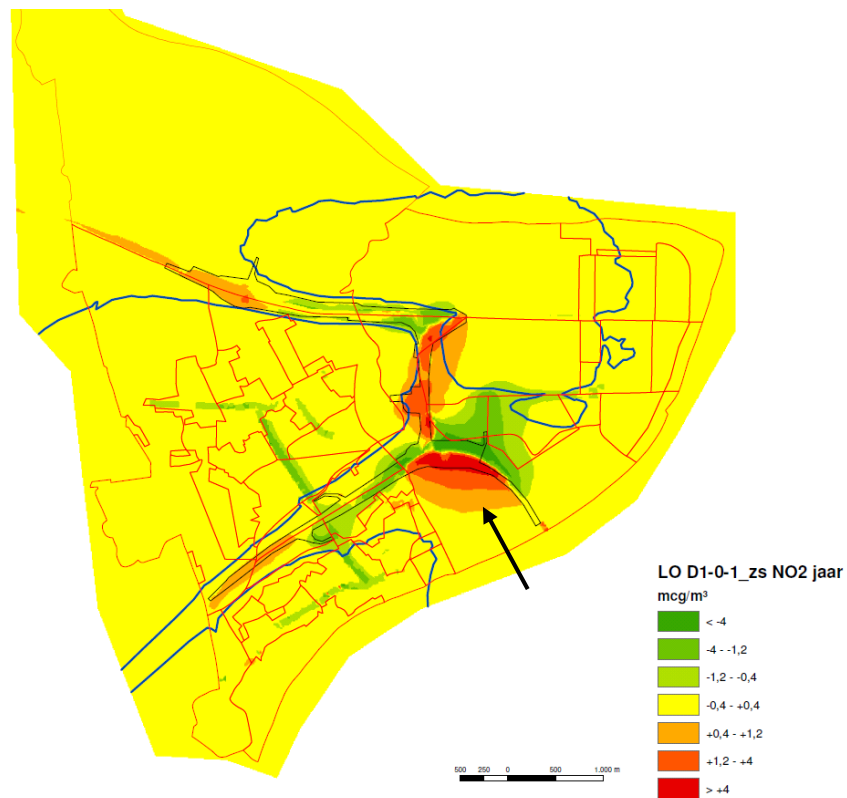 LO D1-0-1_zs NO2 jaar
mcg/m³
< -4
-4 - -1,2
-1,2 - -0,4
-0,4 - +0,4
+0,4 - +1,2
+1,2 - +4
> +4
500 250 0 500 1.000 m